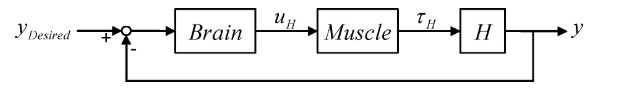 y_Desired + - Brain u_H Muscle τ_H H y